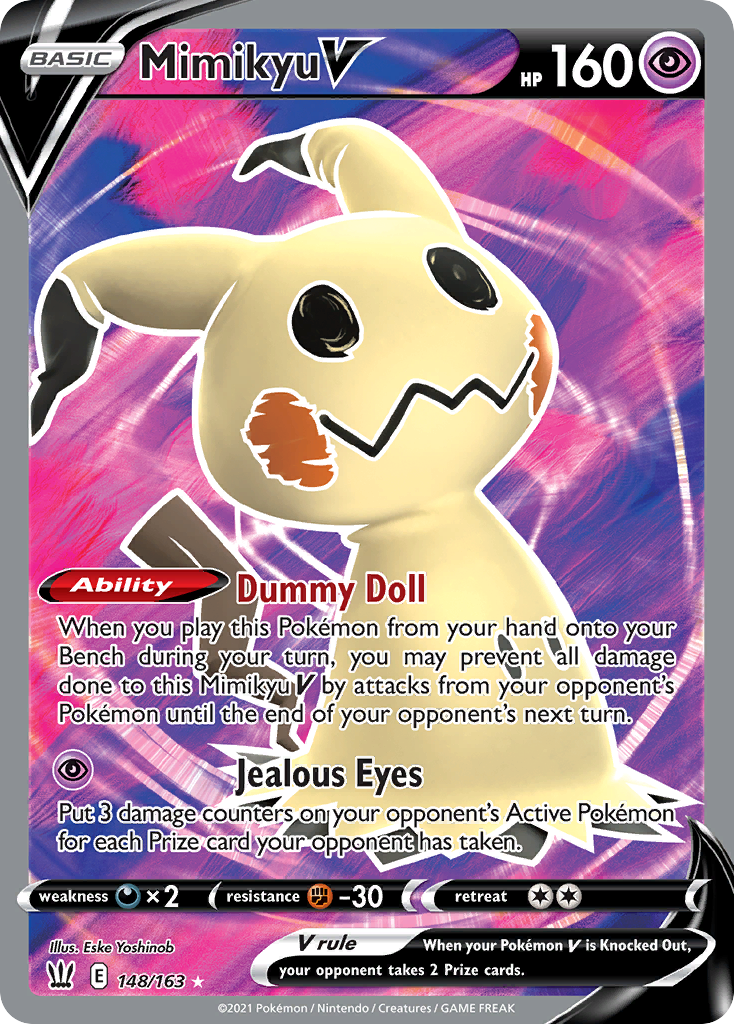 BASIC
Mimikyu V
HP 160
Ability Dummy Doll
When you play this Pokémon from your hand onto your
Bench during your turn, you may prevent all damage
done to this Mimikyu V by attacks from your opponent's
Pokémon until the end of your opponent's next turn.
Jealous Eyes
Put 3 damage counters on your opponent's Active Pokémon
for each Prize card your opponent has taken.
weakness ×2 resistance -30 retreat
Illus. Eske Yoshinob
V rule When your Pokémon V is Knocked Out,
your opponent takes 2 Prize cards.
E 148/163
©2021 Pokémon / Nintendo / Creatures / GAME FREAK